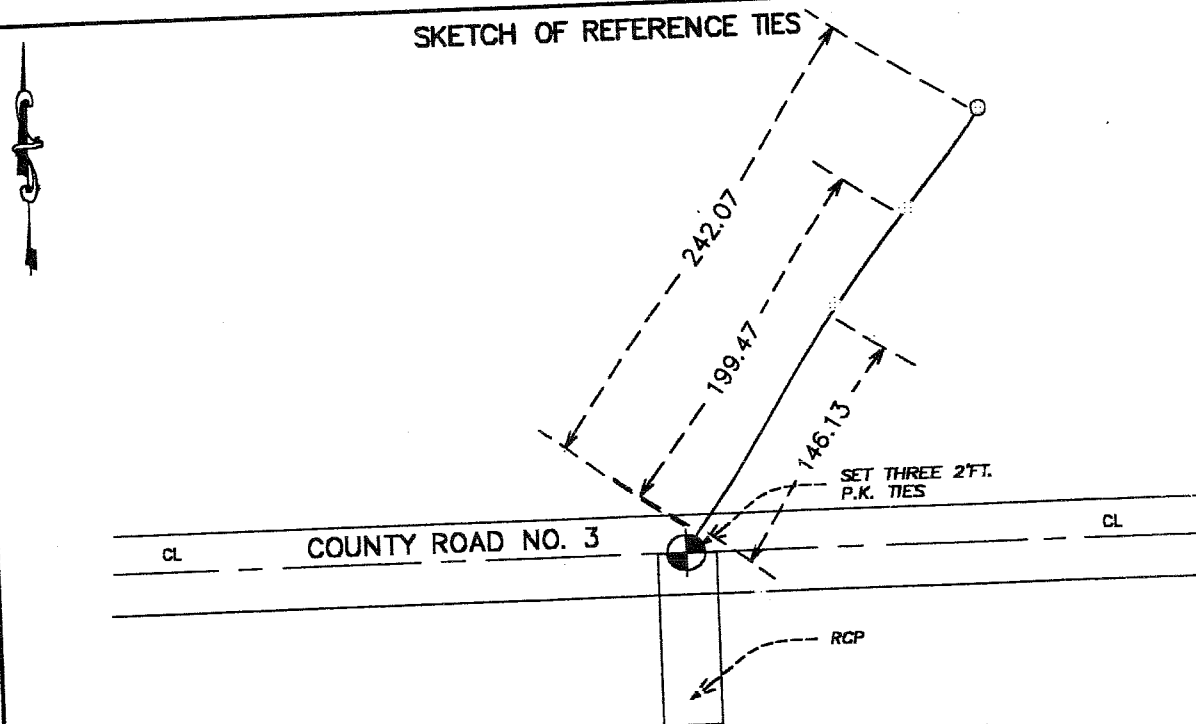 SKETCH OF REFERENCE TIES
242.07
199.47
146.13
SET THREE 2'FT.
P.K. TIES
CL
COUNTY ROAD NO. 3
CL
RCP